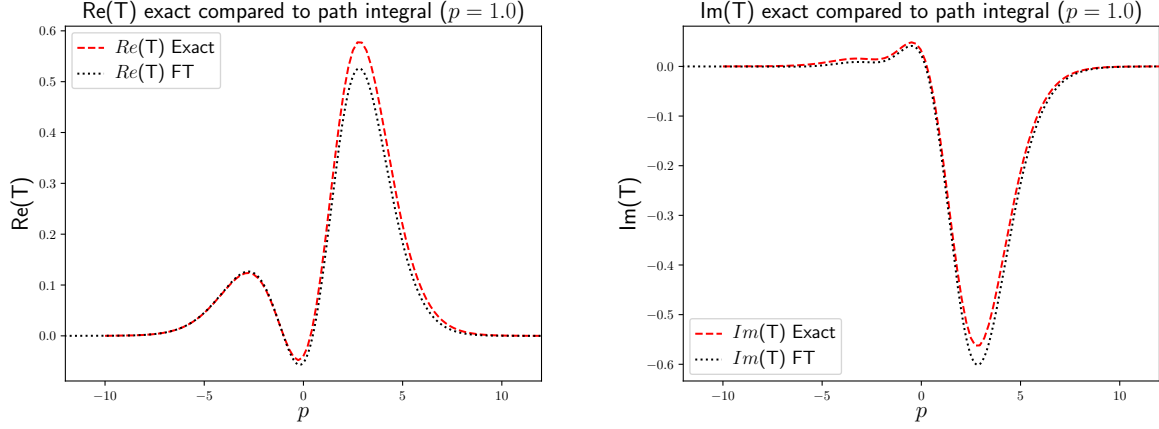 Re(T) exact compared to path integral (p = 1.0)
Re(T) Exact
Re(T) FT
Re(T)
0.6
0.5
0.4
0.3
0.2
0.1
0.0
−10
−5
0
5
10
p
Im(T) exact compared to path integral (p = 1.0)
Im(T)
0.0
−0.1
−0.2
−0.3
−0.4
−0.5
−0.6
Im(T) Exact
Im(T) FT
−10
−5
0
5
10
p